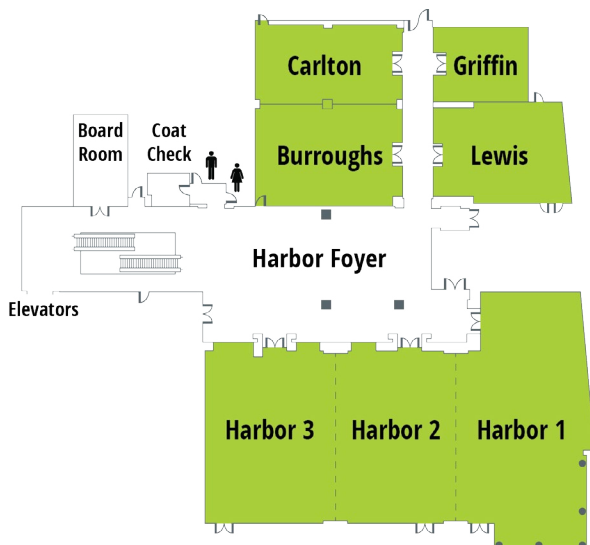 Carlton
Griffin
Board
Room
Coat
Check
Burroughs
Lewis
Harbor Foyer
Elevators
Harbor 3
Harbor 2
Harbor 1